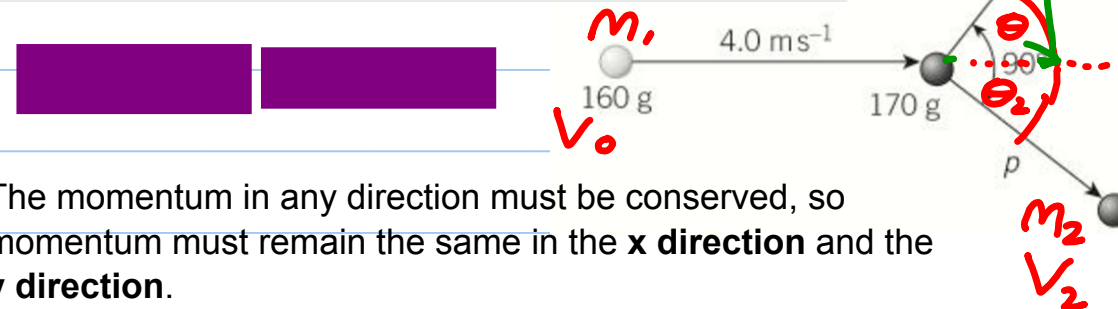 M₁
4.0 m s⁻¹
θ
90°
160 g
170 g
θ₂
V₀
p
The momentum in any direction must be conserved, so
momentum must remain the same in the x direction and the
y direction.
M₂
V₂